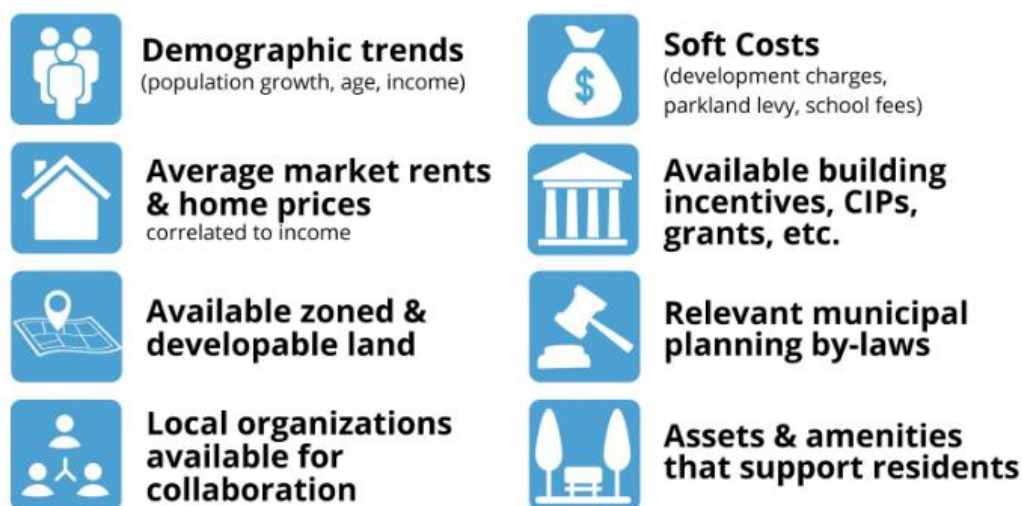 Demographic trends
(population growth, age, income)
Average market rents
& home prices
correlated to income
Available zoned &
developable land
Local organizations
available for
collaboration
$
Soft Costs
(development charges,
parkland levy, school fees)
Available building
incentives, CIPs,
grants, etc.
Relevant municipal
planning by-laws
Assets & amenities
that support residents